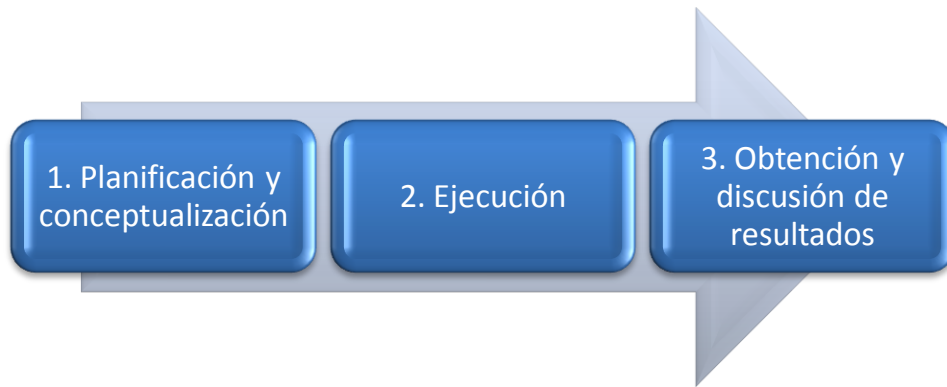 1. Planificación y
conceptualización
2. Ejecución
3. Obtención y
discusión de
resultados